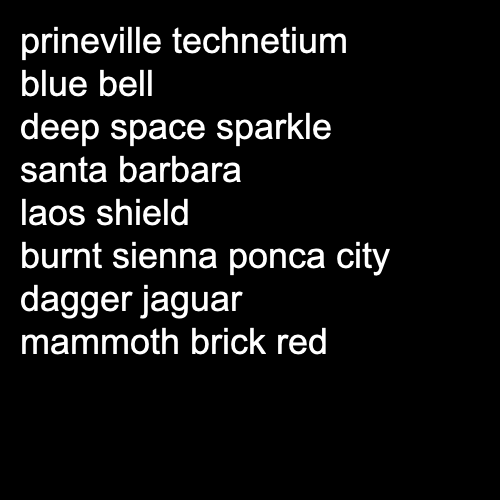 prineville technetium
blue bell
deep space sparkle
santa barbara
laos shield
burnt sienna ponca city
dagger jaguar
mammoth brick red